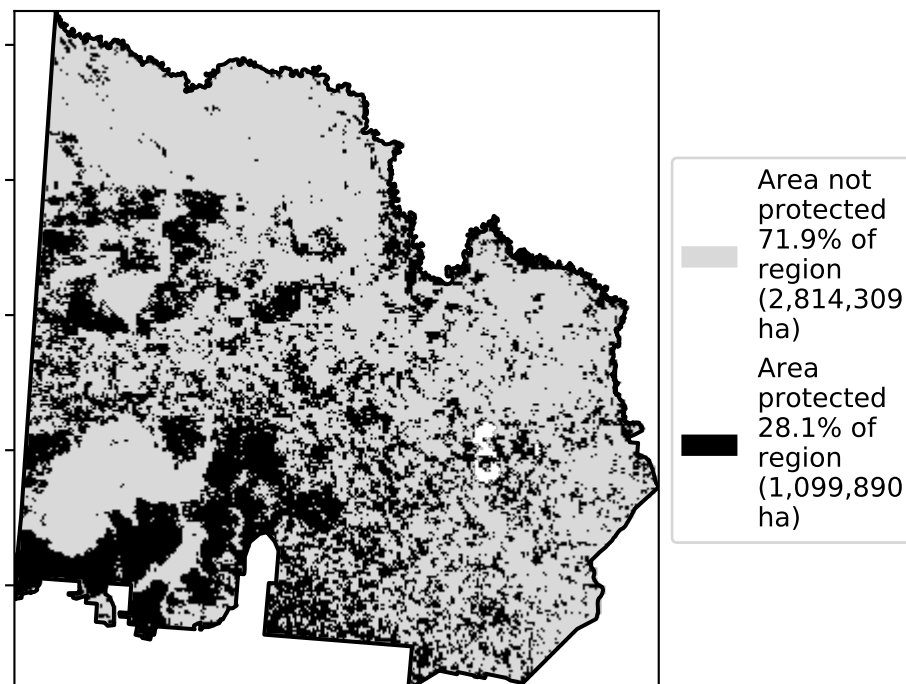 Area not
protected
71.9% of
region
(2,814,309
ha)
Area
protected
28.1% of
region
(1,099,890
ha)